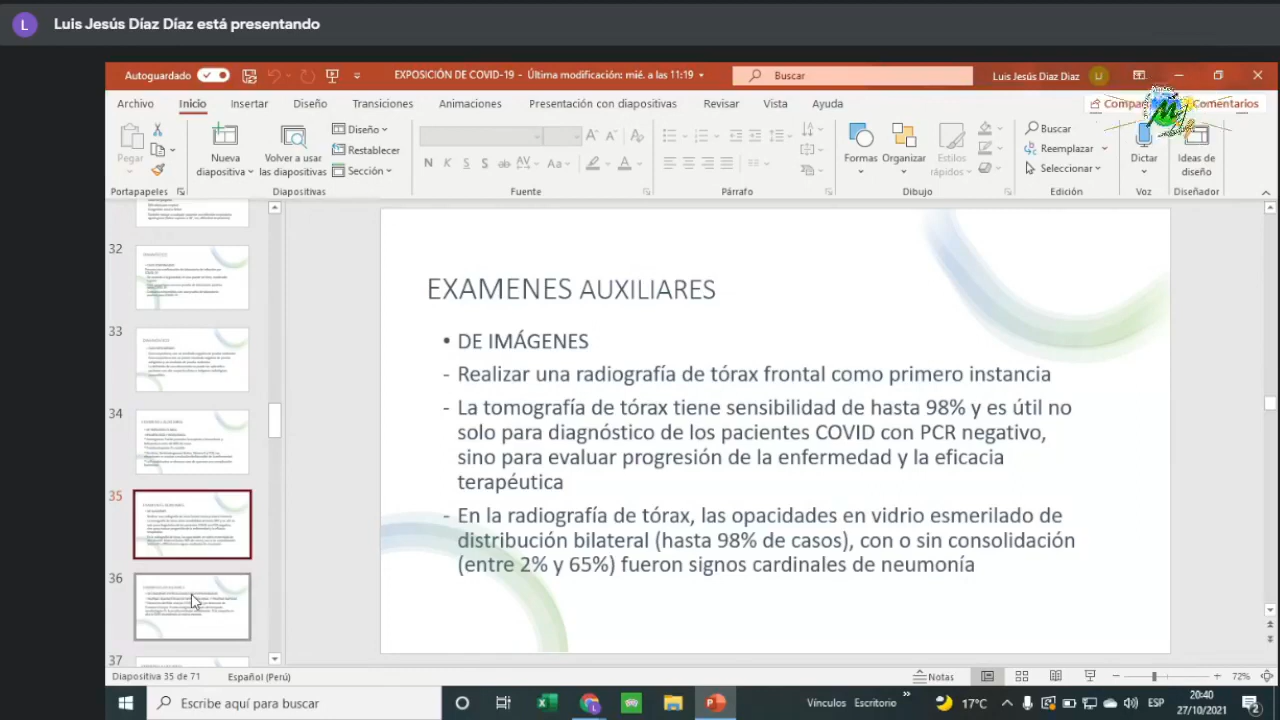 L Luis Jesús Díaz Díaz está presentando
Autoguardado EXPOSICIÓN DE COVID-19 - Última modificación: mié. a las 11:19 Buscar Luis Jesús Díaz Díaz LJ
Archivo Inicio Insertar Diseño Transiciones Animaciones Presentación con diapositivas Revisar Vista Ayuda Comentarios
Diseño Buscar
Restablecer Reemplazar
Pegar Nueva diapositiva Volver a usar las diapositivas Sección N K S S ab AV Aa A Formas Organizar Estilos rápidos Seleccionar Dictar Ideas de diseño
Portapapeles Diapositivas Fuente Párrafo Dibujo Edición Voz Diseñador
32
33
34
35
36
37
EXAMENES AUXILIARES
• DE IMÁGENES
- Realizar una radiografía de tórax frontal como primero instancia
- La tomografía de tórax tiene sensibilidad de hasta 98% y es útil no
solo para diagnostico de los pacientes COVID+ con PCR negativo,
sino para evaluar progresión de la enfermedad y la eficacia
terapéutica
- En la radiografía de tórax, las opacidades en vidrio esmerilado de
distribución bilateral (hasta 98% de casos), con o sin consolidación
(entre 2% y 65%) fueron signos cardinales de neumonía
Diapositiva 35 de 71 Español (Perú) Notas 72%
Escribe aquí para buscar Vínculos Escritorio » 17°C ESP 20:40
27/10/2021 2